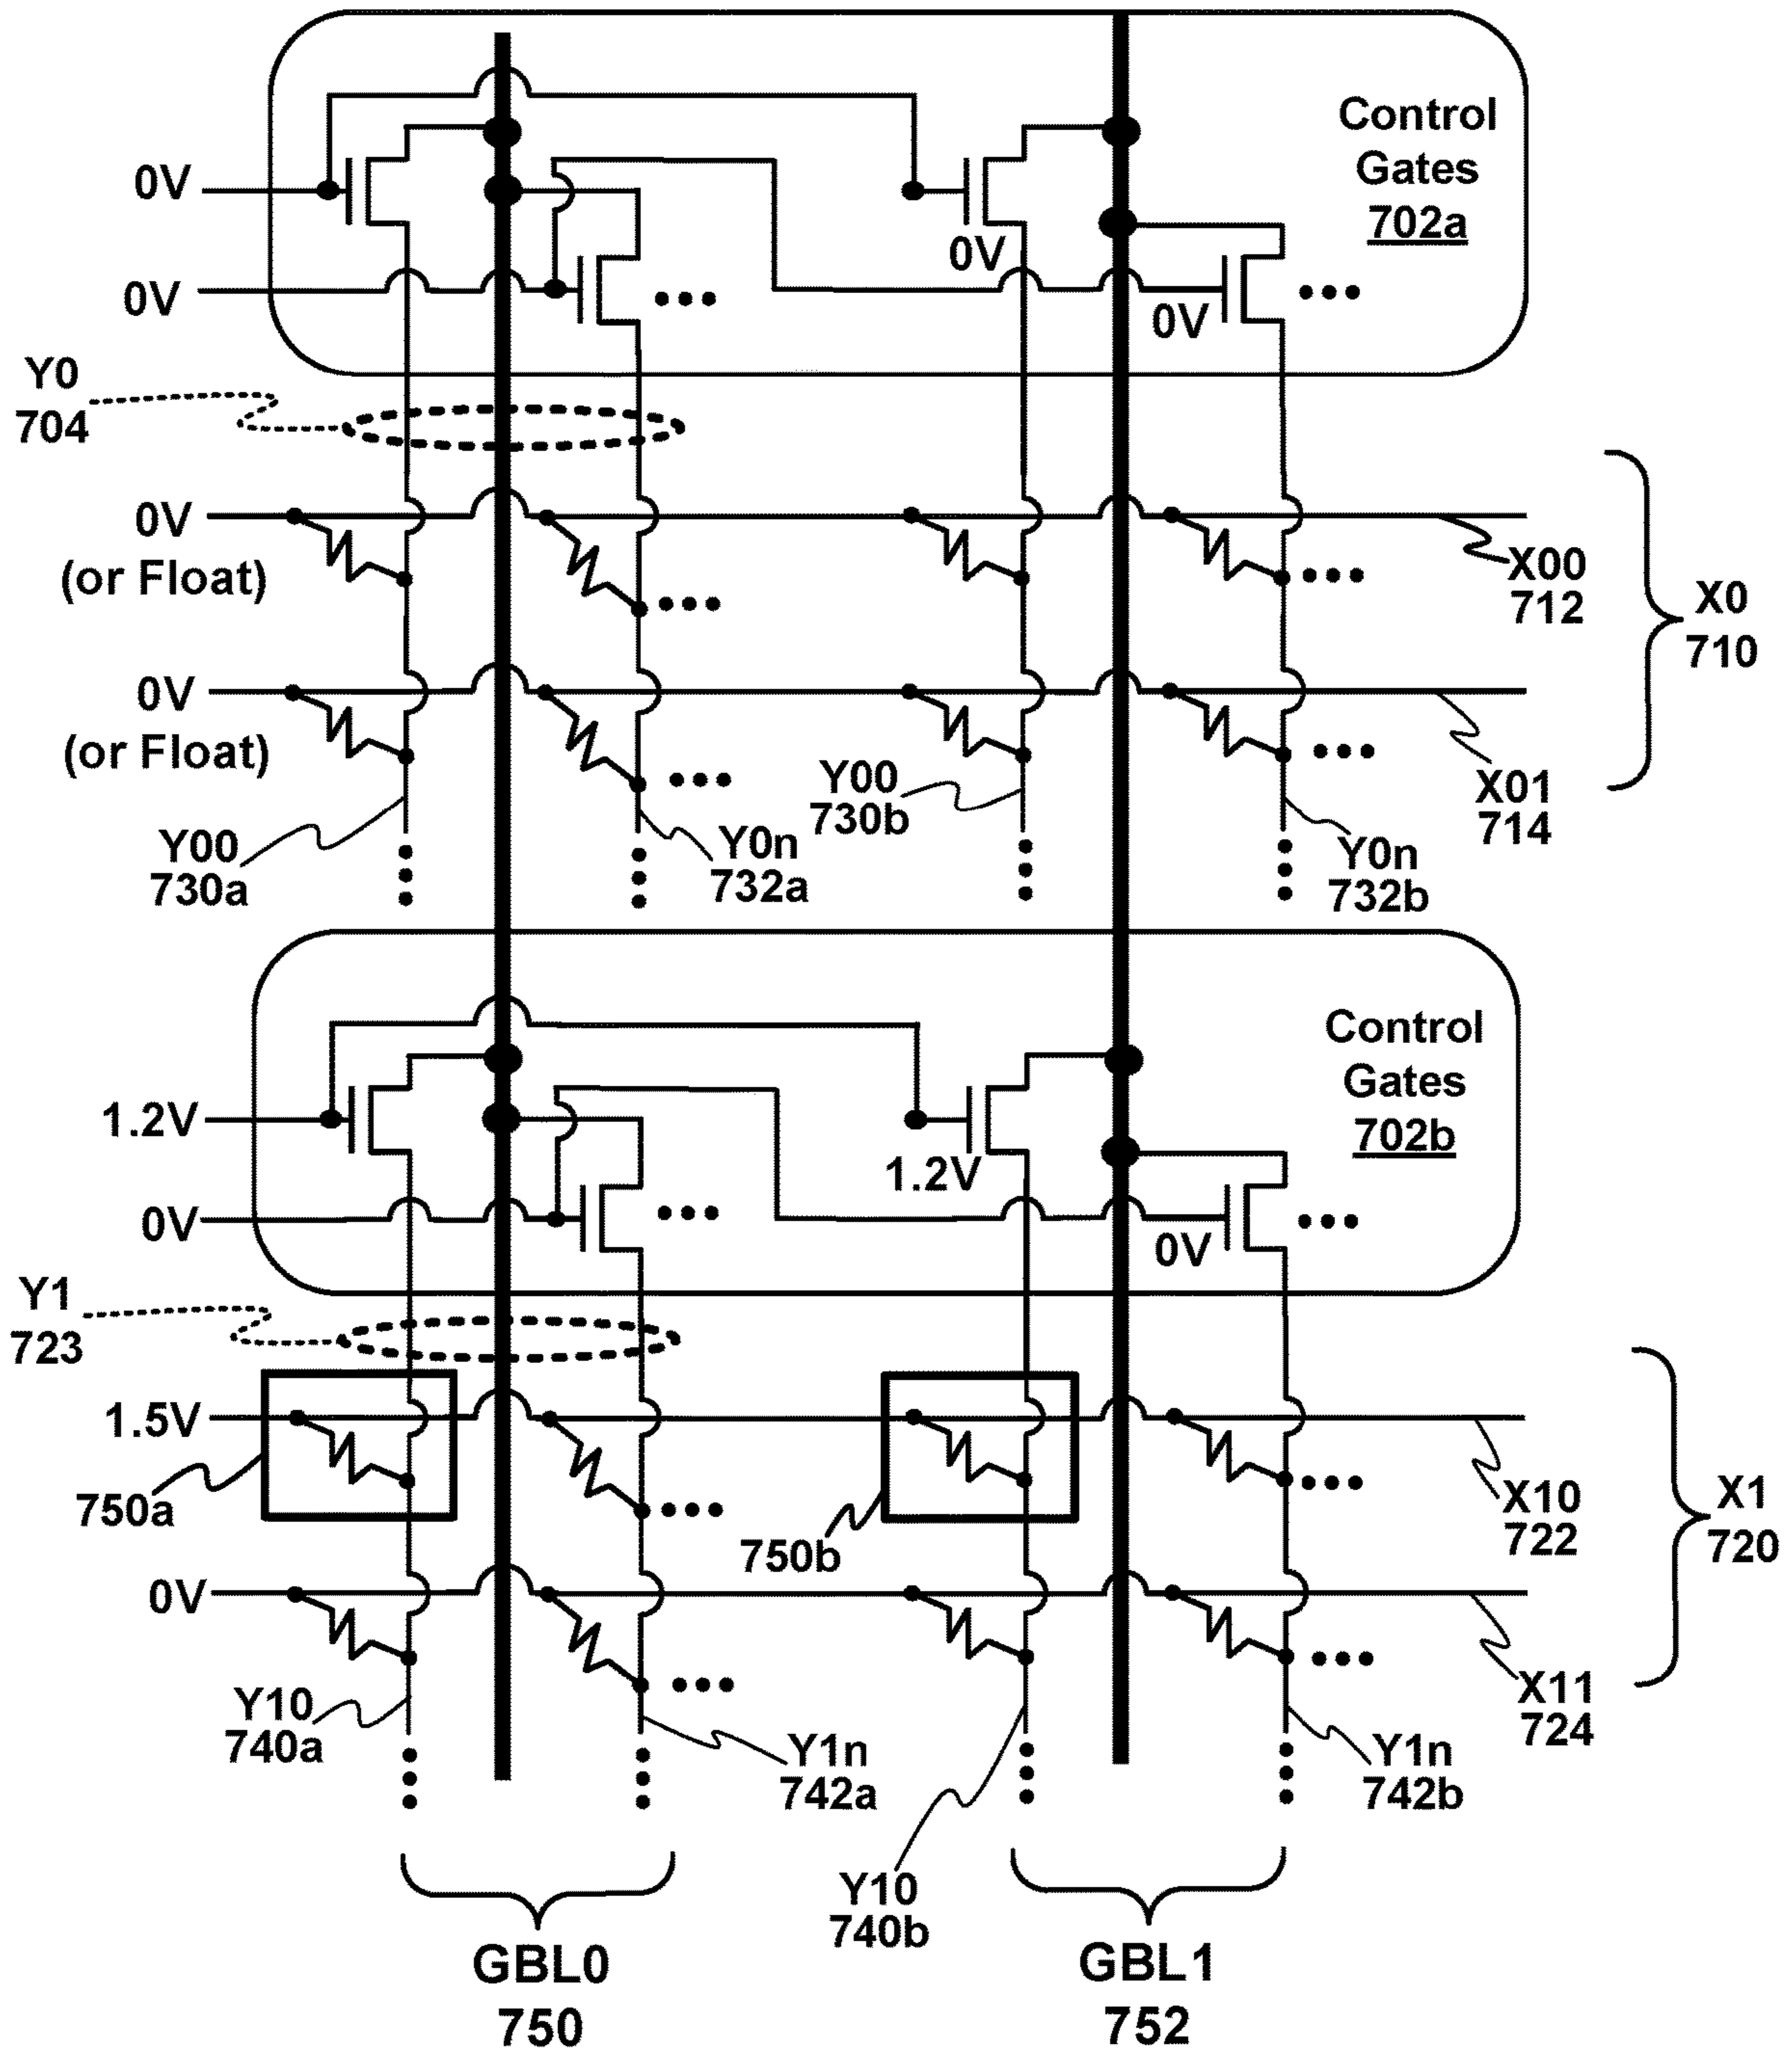 Control
Gates
702a
0V
0V
0V
0V
Y0
704
0V
(or Float)
X00
712
X0
710
0V
(or Float)
Y00
730b
X01
714
Y00
730a
Y0n
732a
Y0n
732b
Control
Gates
702b
1.2V
1.2V
0V
0V
Y1
723
1.5V
750a
750b
X10
722
X1
720
0V
X11
724
Y10
740a
Y1n
742a
Y1n
742b
Y10
740b
GBL0
750
GBL1
752